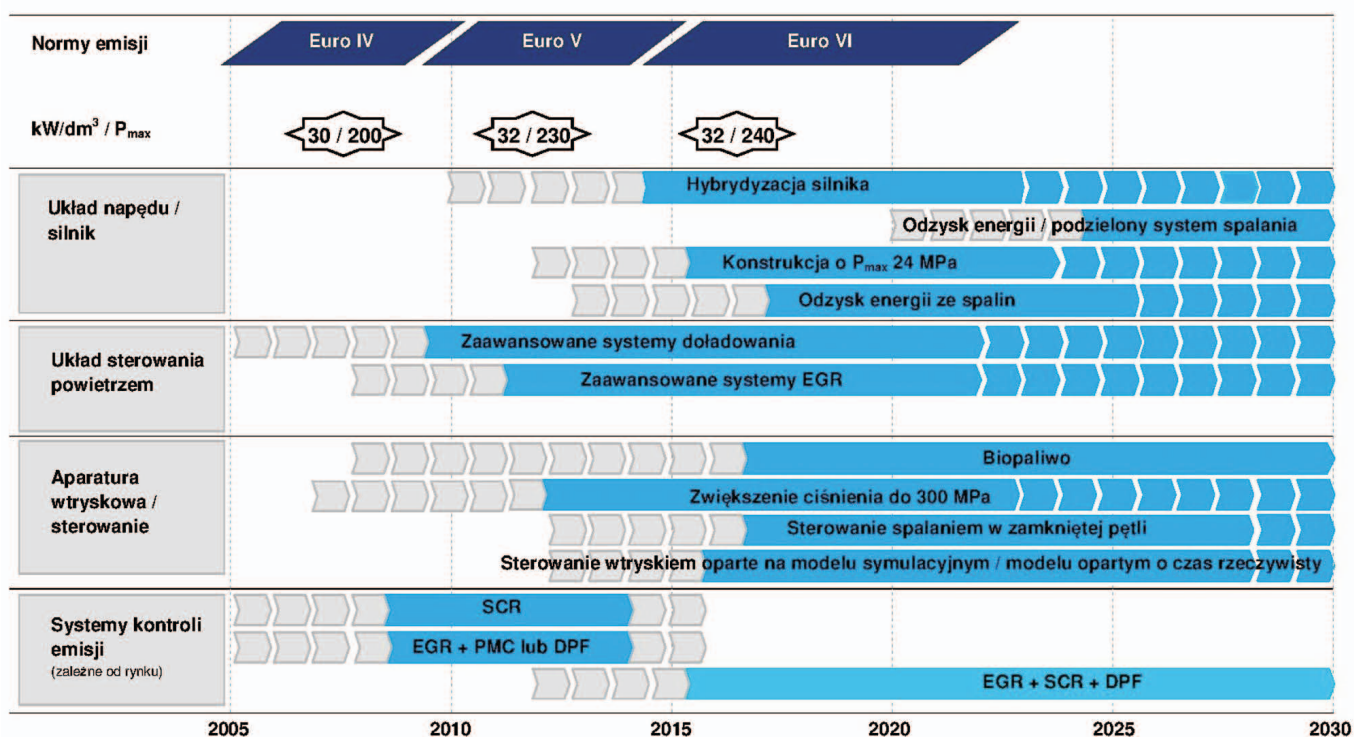 Normy emisji
Euro IV
Euro V
Euro VI
kW/dm³ / Pmax
30 / 200
32 / 230
32 / 240
Układ napędu /
silnik
Hybrydyzacja silnika
Odzysk energii / podzielony system spalania
Konstrukcja o Pmax 24 MPa
Odzysk energii ze spalin
Układ sterowania
powietrzem
Zaawansowane systemy doładowania
Zaawansowane systemy EGR
Aparatura
wtryskowa /
sterowanie
Biopaliwo
Zwiększenie ciśnienia do 300 MPa
Sterowanie spalaniem w zamkniętej pętli
Sterowanie wtryskiem oparte na modelu symulacyjnym / modelu opartym o czas rzeczywisty
Systemy kontroli
emisji
(zależne od rynku)
SCR
EGR + PMC lub DPF
EGR + SCR + DPF
2005 2010 2015 2020 2025 2030